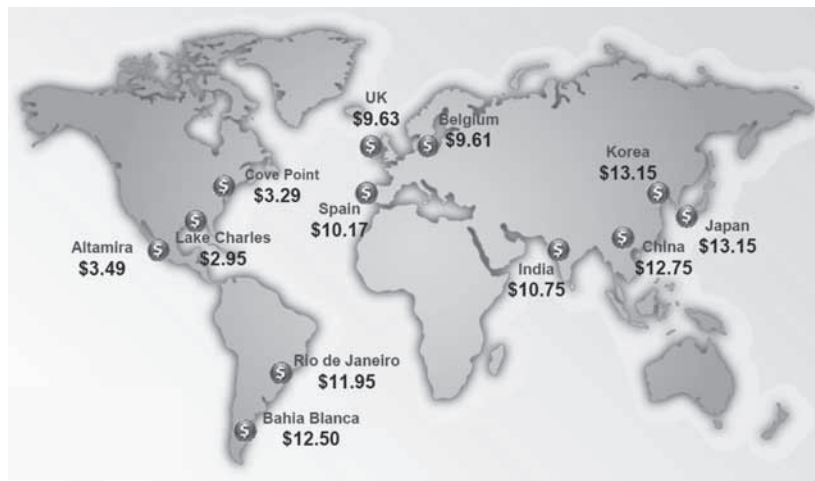 UK
$9.63
Belgium
$9.61
Cove Point
$3.29
Korea
$13.15
Spain
$10.17
Japan
$13.15
Altamira
$3.49
Lake Charles
$2.95
China
$12.75
India
$10.75
Rio de Janeiro
$11.95
Bahia Blanca
$12.50